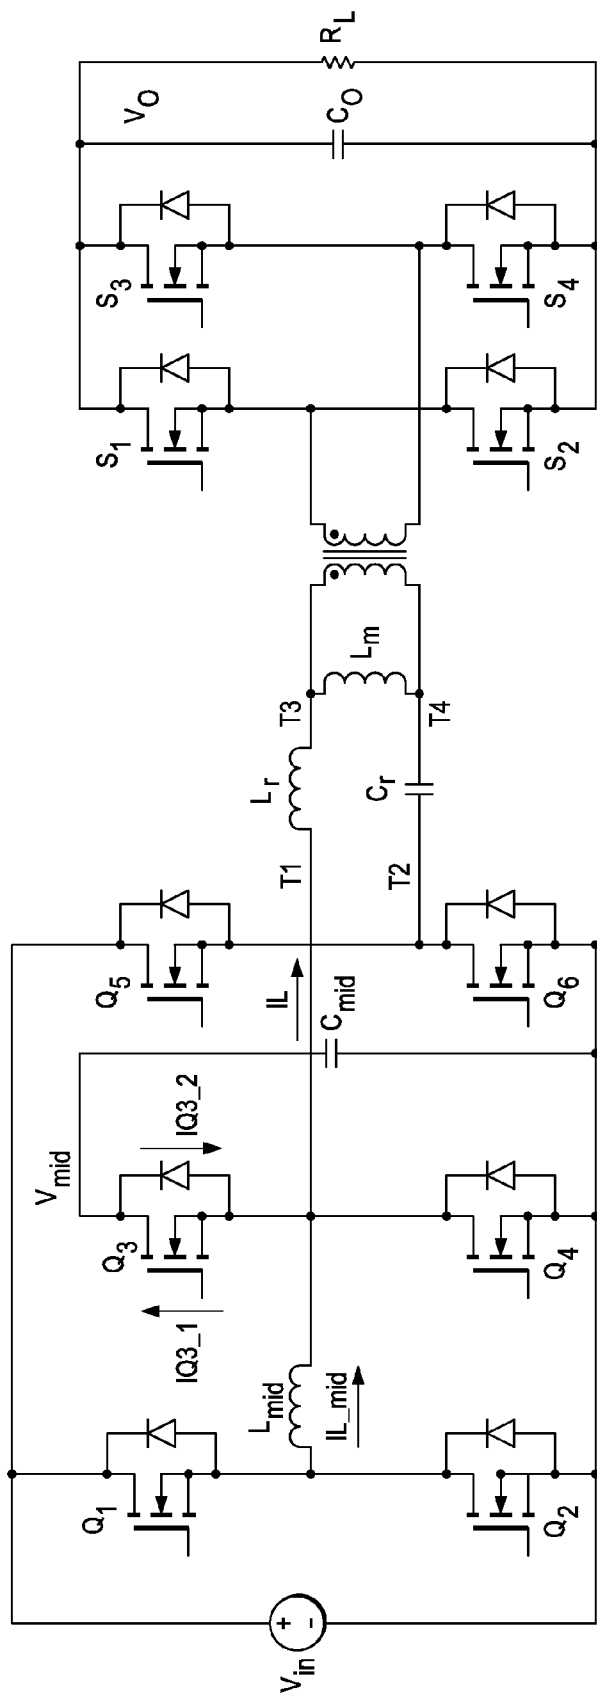 V_in
+
-
Q_1
Q_2
L_mid
IL_mid
IQ3_1
Q_3
IQ3_2
Q_4
V_mid
C_mid
IL
Q_5
Q_6
T1
T2
L_r
C_r
T3
T4
L_m
S_1
S_2
S_3
S_4
V_O
C_O
R_L